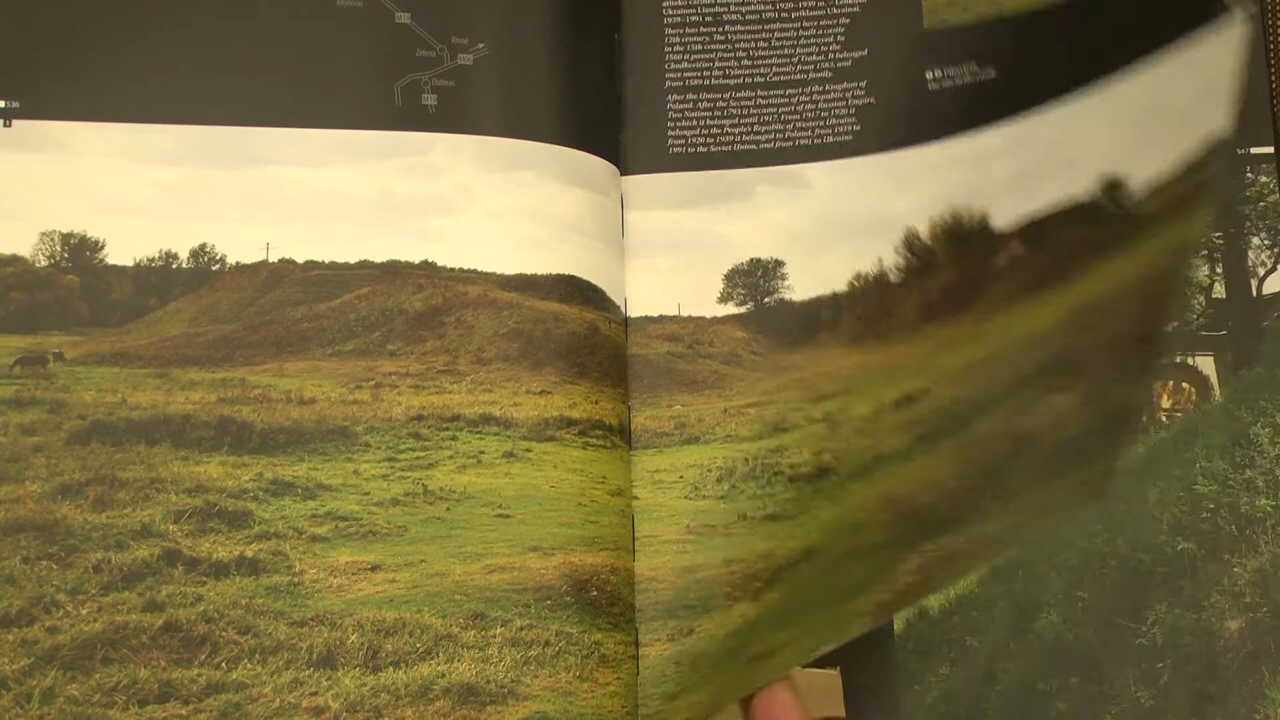 Mylnòn
M19
Rivnė
Zelena
M06
Dubnas
M19
536
Ukrainos Liaudies Respublikai, 1920–1939 m. – Lenkijai
1939–1991 m. – SSRS, nuo 1991 m. priklauso Ukrainai.
There has been a Ruthenian settlement here since the
12th century. The Vyšniaveckis family built a castle
in the 15th century, which the Tartars destroyed. In
1560 it passed from the Vyšniaveckis family to the
Chodkevičius family, the castellans of Trakai. It belonged
once more to the Vyšniaveckis family from 1583, and
from 1589 it belonged to the Čartoriskis family.
After the Union of Lublin became part of the Kingdom of
Poland. After the Second Partition of the Republic of the
Two Nations in 1793 it became part of the Russian Empire,
to which it belonged until 1917. From 1917 to 1920 it
belonged to the People's Republic of Western Ukraine,
from 1920 to 1939 it belonged to Poland, from 1939 to
1991 to the Soviet Union, and from 1991 to Ukraine